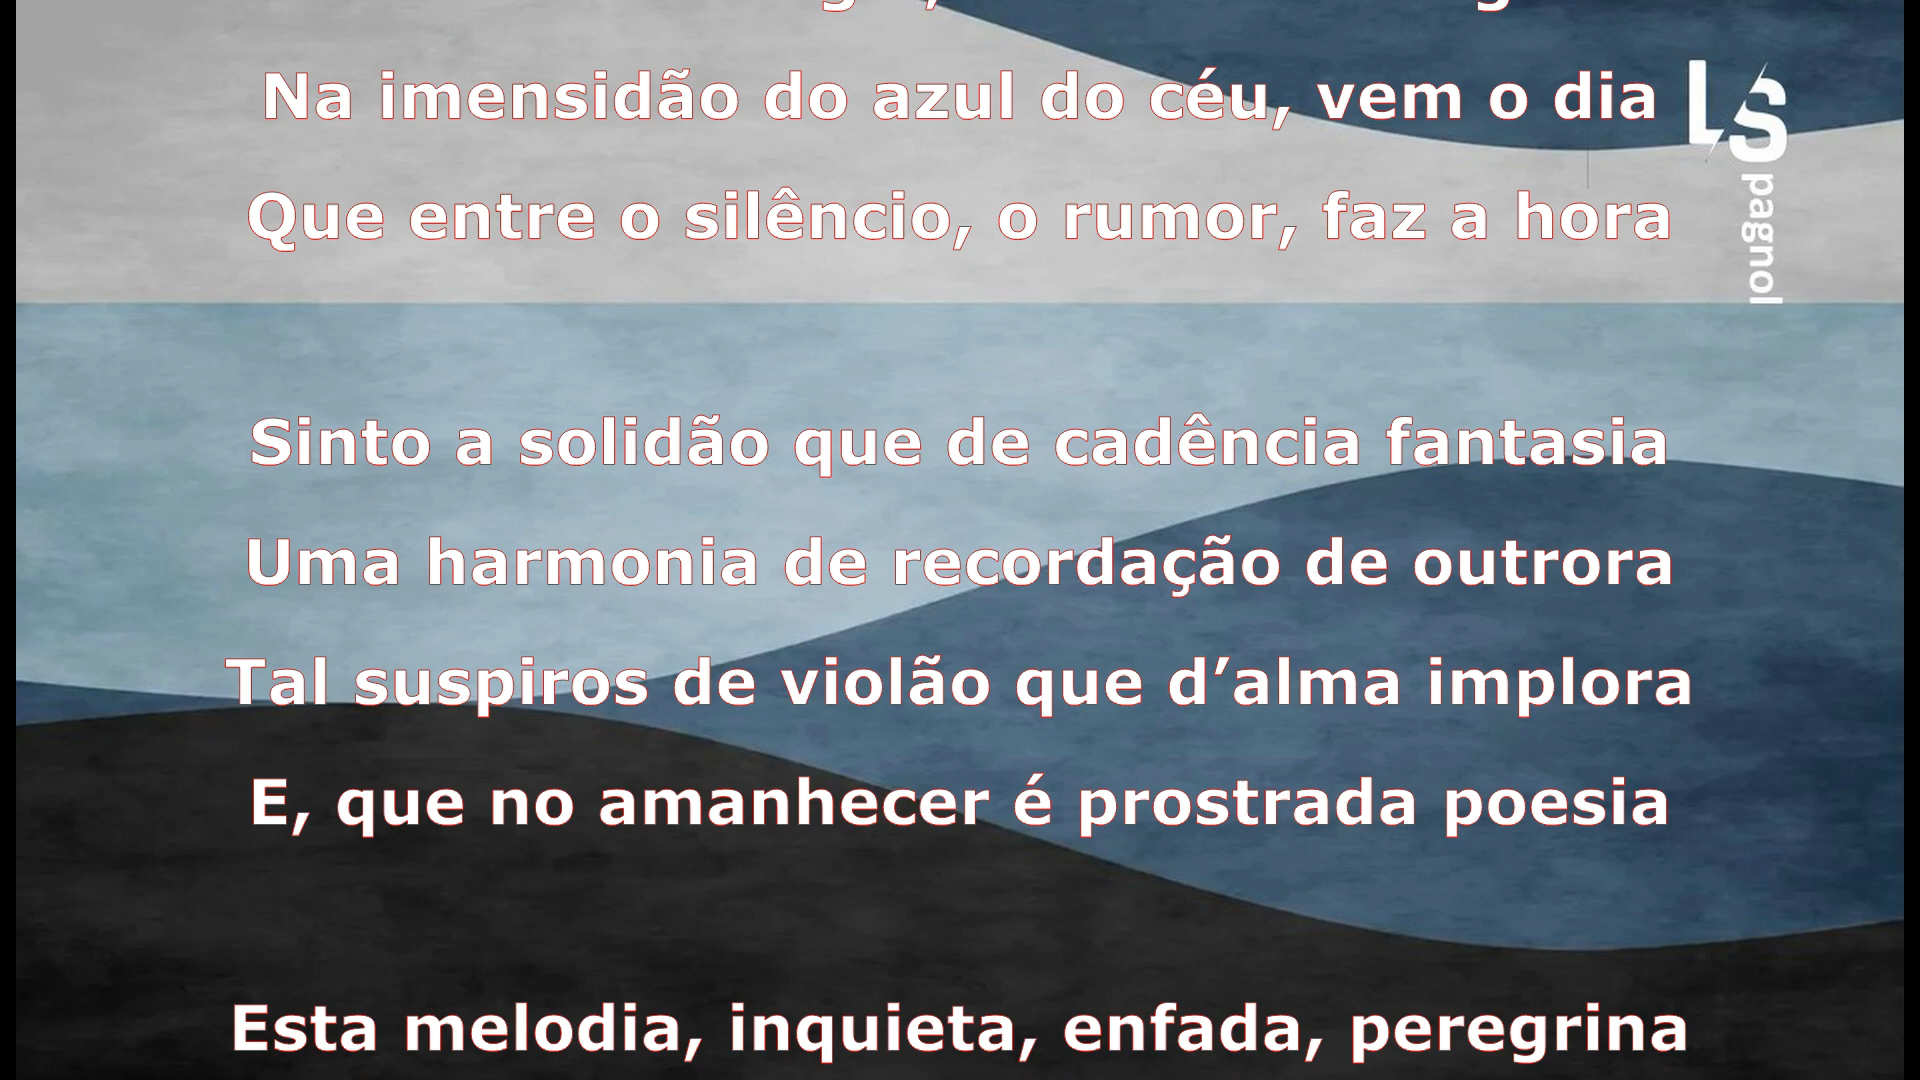 Na imensidão do azul do céu, vem o dia
Que entre o silêncio, o rumor, faz a hora
Sinto a solidão que de cadência fantasia
Uma harmonia de recordação de outrora
Tal suspiros de violão que d’alma implora
E, que no amanhecer é prostrada poesia
Esta melodia, inquieta, enfada, peregrina
LS
pagnol